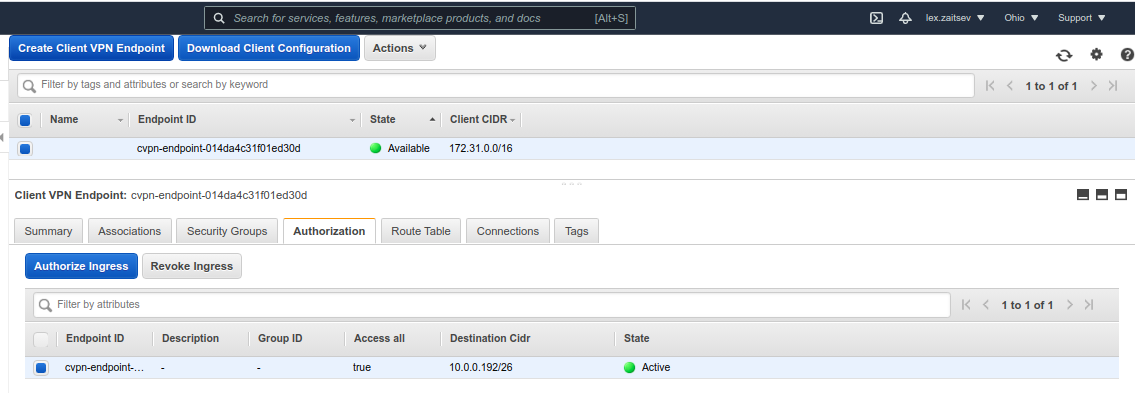 Search for services, features, marketplace products, and docs [Alt+S] lex.zaitsev Ohio Support
Create Client VPN Endpoint Download Client Configuration Actions
Filter by tags and attributes or search by keyword 1 to 1 of 1
Name Endpoint ID State Client CIDR
cvpn-endpoint-014da4c31f01ed30d Available 172.31.0.0/16
Client VPN Endpoint: cvpn-endpoint-014da4c31f01ed30d
Summary Associations Security Groups Authorization Route Table Connections Tags
Authorize Ingress Revoke Ingress
Filter by attributes 1 to 1 of 1
Endpoint ID Description Group ID Access all Destination Cidr State
cvpn-endpoint-... - - true 10.0.0.192/26 Active